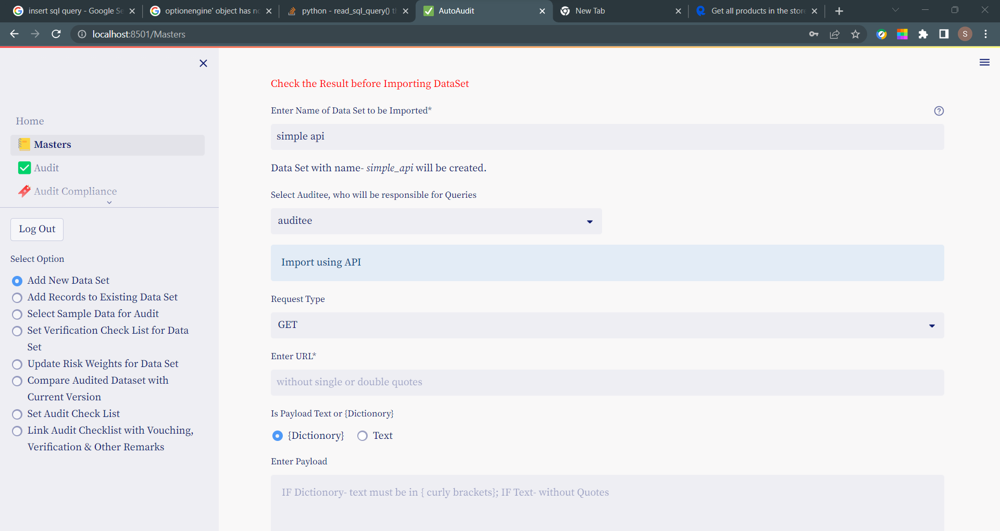 insert sql query - Google Se
optionengine' object has no
python - read_sql_query() th
AutoAudit
New Tab
Get all products in the store
localhost:8501/Masters
S
Home
Masters
Audit
Audit Compliance
Log Out
Select Option
Add New Data Set
Add Records to Existing Data Set
Select Sample Data for Audit
Set Verification Check List for Data
Set
Update Risk Weights for Data Set
Compare Audited Dataset with
Current Version
Set Audit Check List
Link Audit Checklist with Vouching,
Verification & Other Remarks
Check the Result before Importing DataSet
Enter Name of Data Set to be Imported*
simple api
Data Set with name- simple_api will be created.
Select Auditee, who will be responsible for Queries
auditee
Import using API
Request Type
GET
Enter URL*
without single or double quotes
Is Payload Text or {Dictionory}
{Dictionory} Text
Enter Payload
IF Dictionory- text must be in { curly brackets}; IF Text- without Quotes